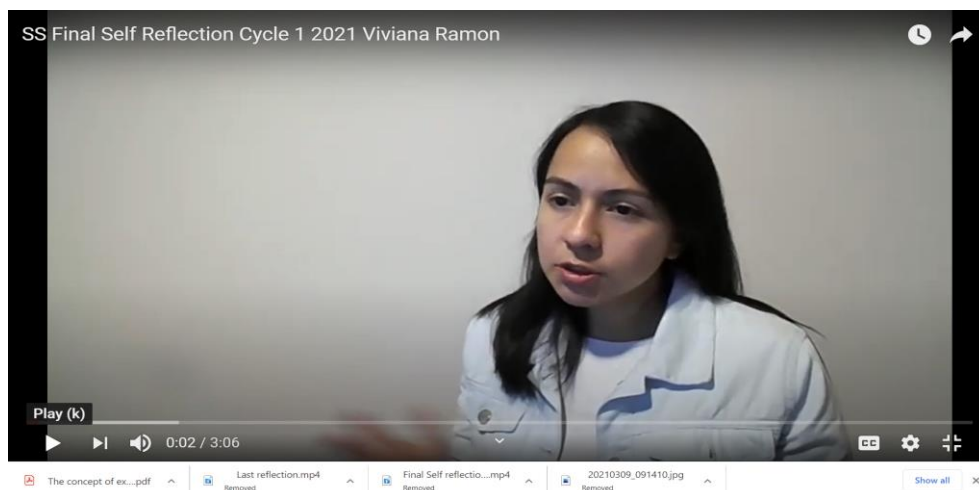 SS Final Self Reflection Cycle 1 2021 Viviana Ramon
Play (k)
0:02 / 3:06
CC
The concept of ex....pdf
Last reflection.mp4
Removed
Final Self reflectio....mp4
Removed
20210309_091410.jpg
Removed
Show all